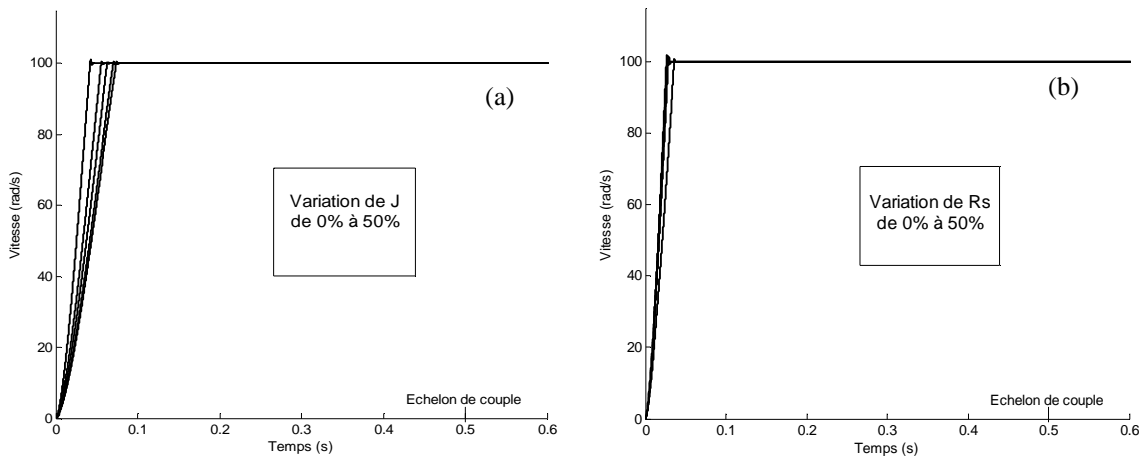 (a)
Vitesse (rad/s)
100
80
60
40
20
0
Variation de J
de 0% à 50%
Echelon de couple
0
0.1
0.2
0.3
0.4
0.5
0.6
Temps (s)
(b)
Vitesse (rad/s)
100
80
60
40
20
0
Variation de Rs
de 0% à 50%
Echelon de couple
0
0.1
0.2
0.3
0.4
0.5
0.6
Temps (s)